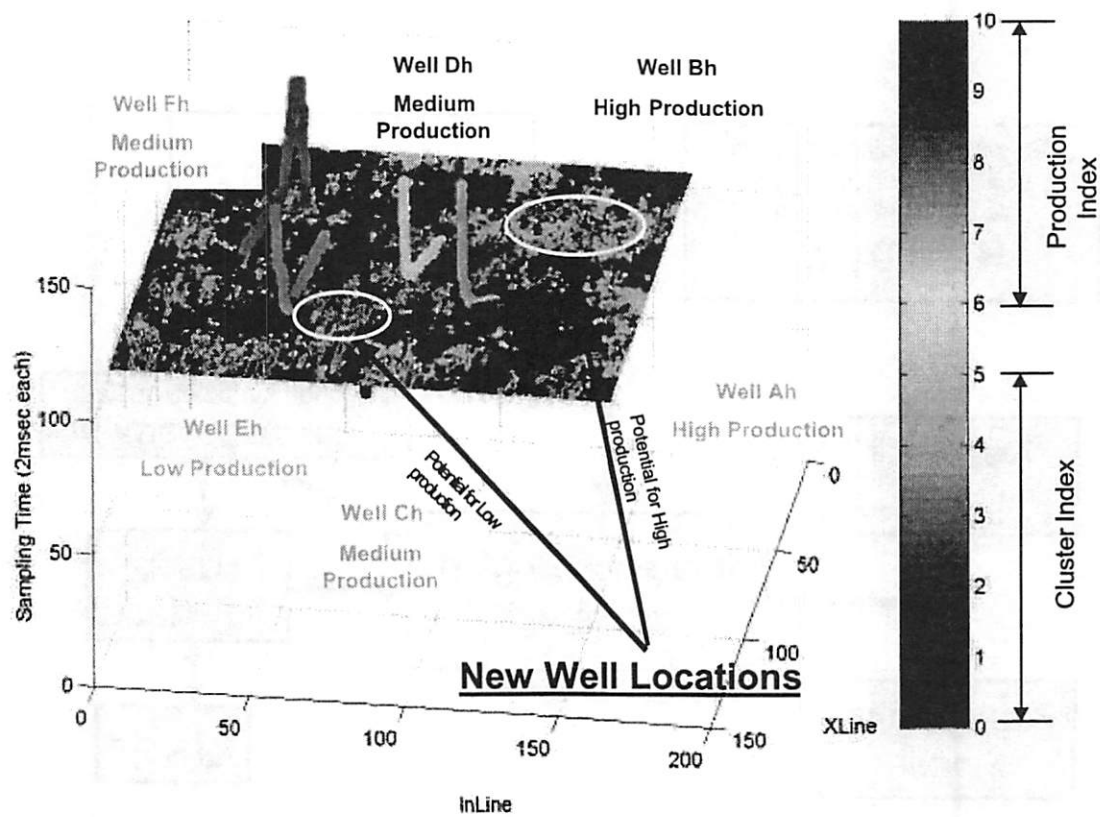 Well Fh
Medium
Production
Well Dh
Medium
Production
Well Bh
High Production
Well Eh
Low Production
Well Ch
Medium
Production
Well Ah
High Production
Potential for Low
production
Potential for High
production
New Well Locations
Sampling Time (2msec each)
150
100
50
0
0
50
100
150
200
InLine
0
50
100
150
XLine
10
9
8
7
6
5
4
3
2
1
0
Production
Index
Cluster Index